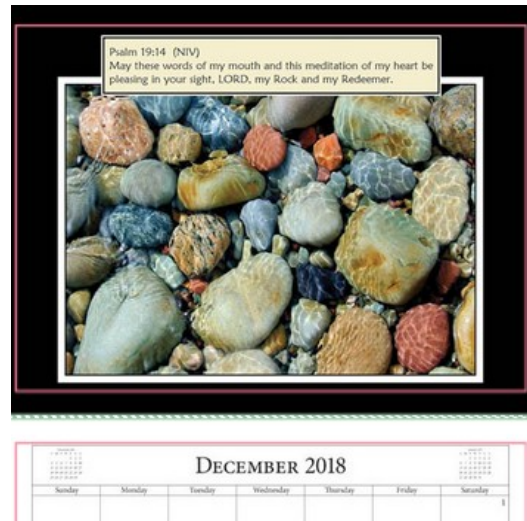 Psalm 19:14 (NIV)
May these words of my mouth and this meditation of my heart be
pleasing in your sight, LORD, my Rock and my Redeemer.
DECEMBER 2018
Sunday Monday Tuesday Wednesday Thursday Friday Saturday
1